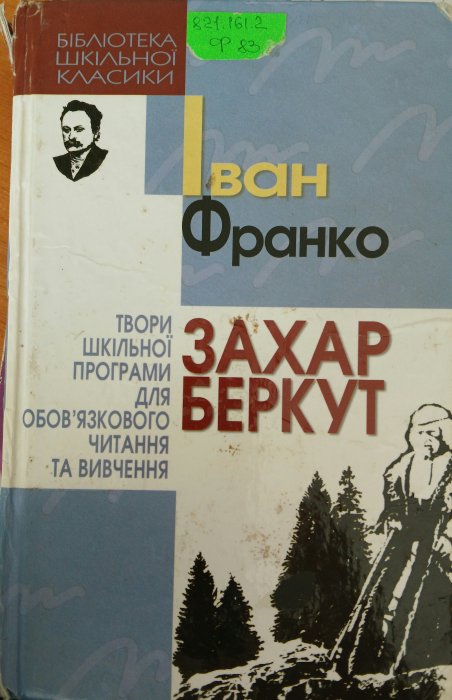 821.161.2
Ф 83
БІБЛІОТЕКА
ШКІЛЬНОЇ
КЛАСИКИ
Іван
Франко
ЗАХАР
БЕРКУТ
ТВОРИ
ШКІЛЬНОЇ
ПРОГРАМИ
ДЛЯ
ОБОВ'ЯЗКОВОГО
ЧИТАННЯ
ТА ВИВЧЕННЯ